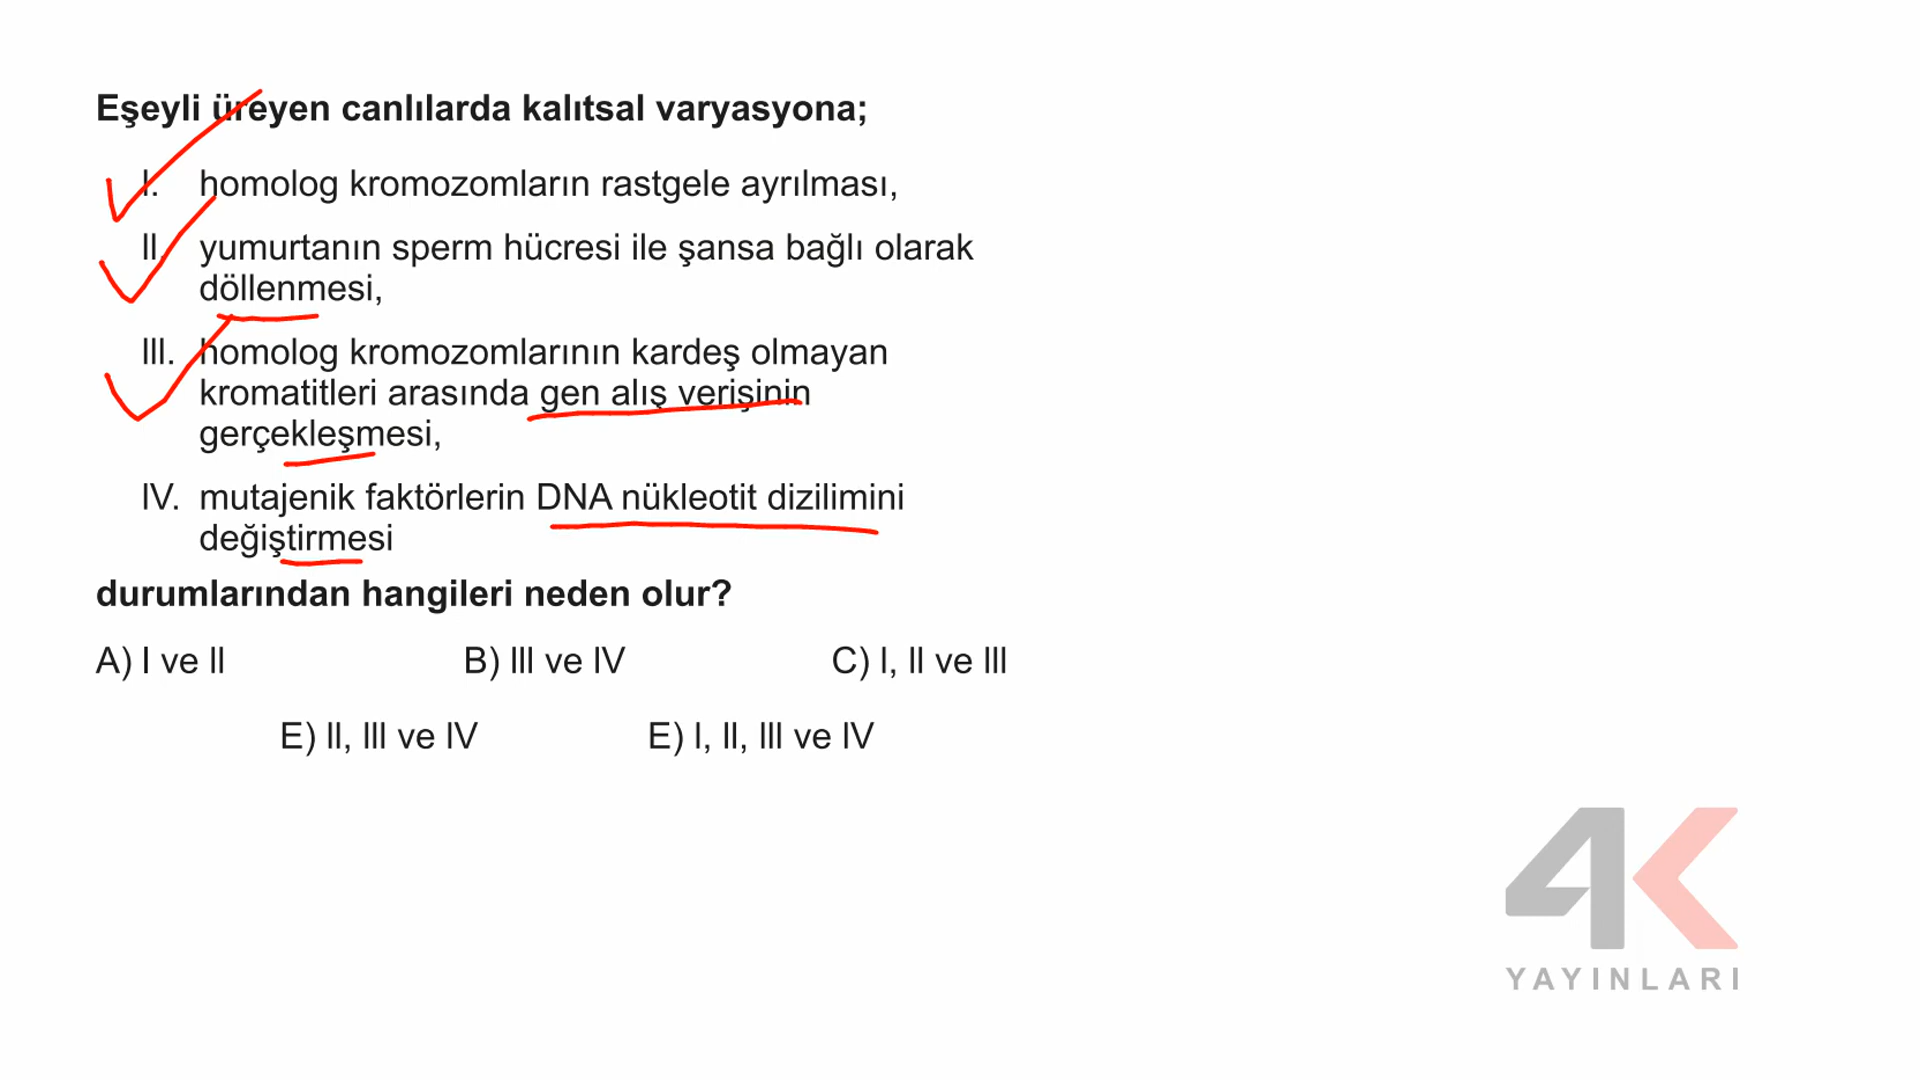 Eşeyli üreyen canlılarda kalıtsal varyasyona;
I. homolog kromozomların rastgele ayrılması,
II. yumurtanın sperm hücresi ile şansa bağlı olarak
döllenmesi,
III. homolog kromozomlarının kardeş olmayan
kromatitleri arasında gen alış verişinin
gerçekleşmesi,
IV. mutajenik faktörlerin DNA nükleotit dizilimini
değiştirmesi
durumlarından hangileri neden olur?
A) I ve II B) III ve IV C) I, II ve III
E) II, III ve IV E) I, II, III ve IV
4K
YAYINLARI